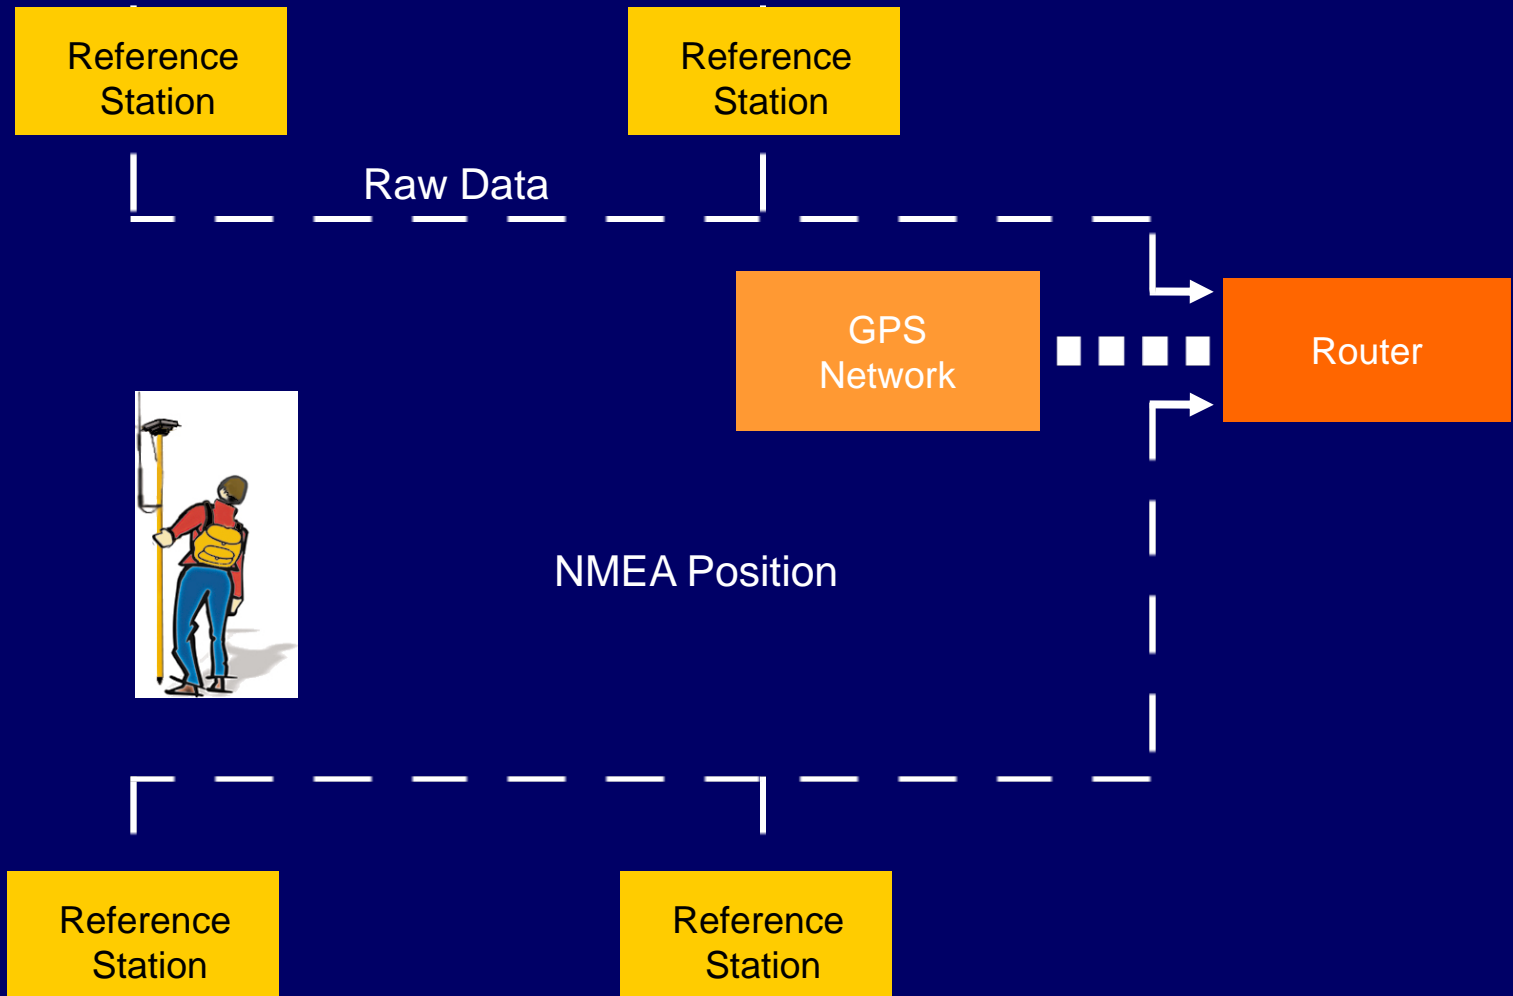 Reference
Station
Reference
Station
Raw Data
GPS
Network
Router
NMEA Position
Reference
Station
Reference
Station